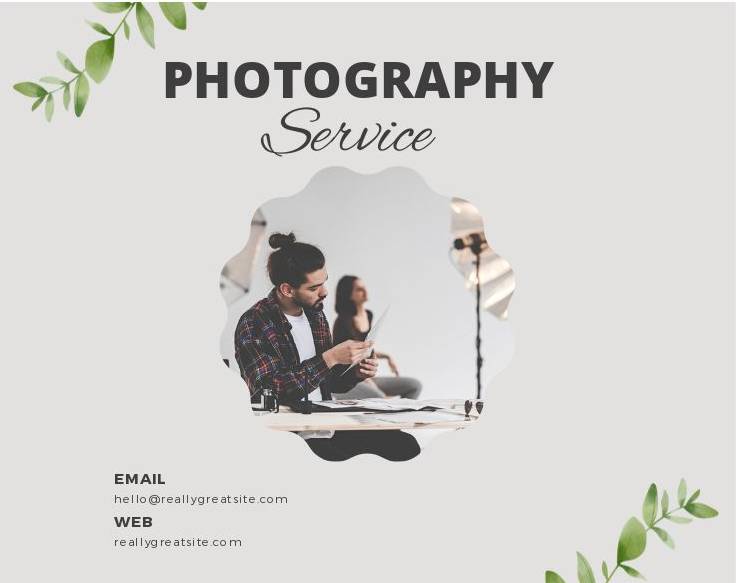 PHOTOGRAPHY
Service
EMAIL
hello@reallygreatsite.com
WEB
reallygreatsite.com